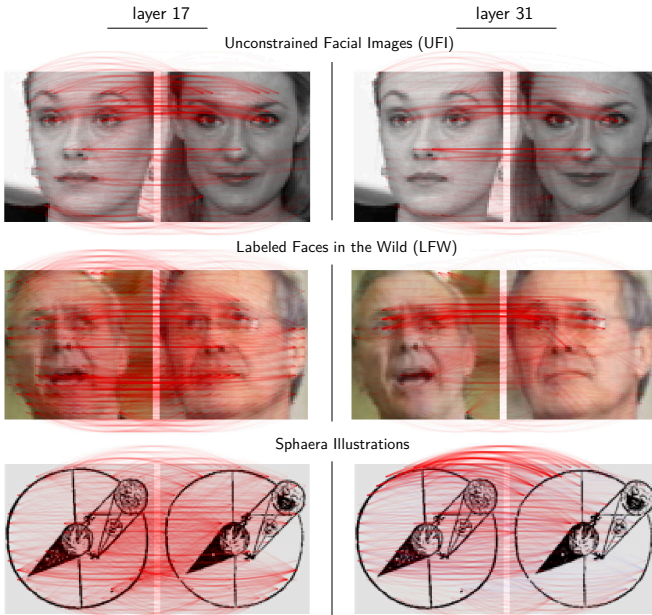 layer 17
layer 31
Unconstrained Facial Images (UFI)
Labeled Faces in the Wild (LFW)
Sphaera Illustrations